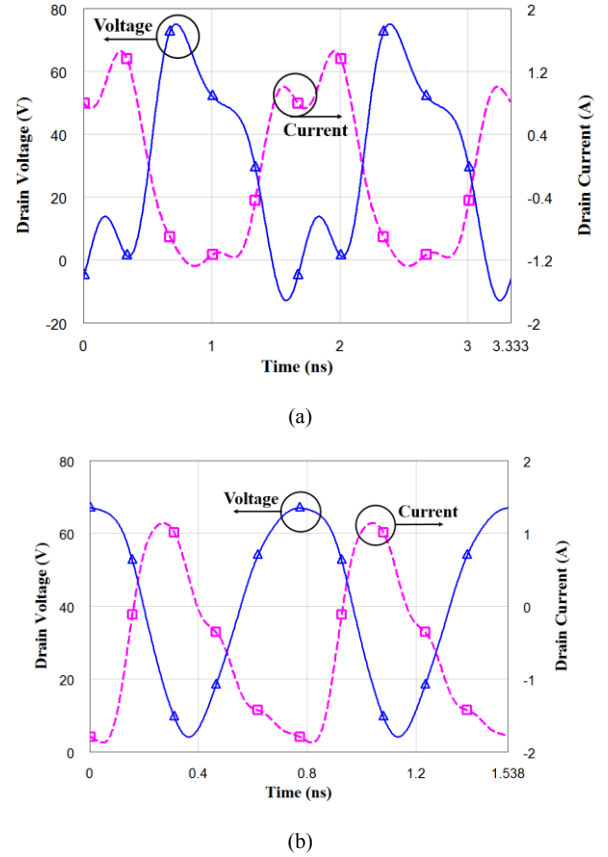 80
60
40
20
0
-20
Drain Voltage (V)
Voltage
Current
2
1.2
0.4
-0.4
-1.2
-2
Drain Current (A)
0
1
2
3
3.333
Time (ns)
(a)
80
60
40
20
0
Drain Voltage (V)
Voltage
Current
2
1
0
-1
-2
Drain Current (A)
0
0.4
0.8
1.2
1.538
Time (ns)
(b)